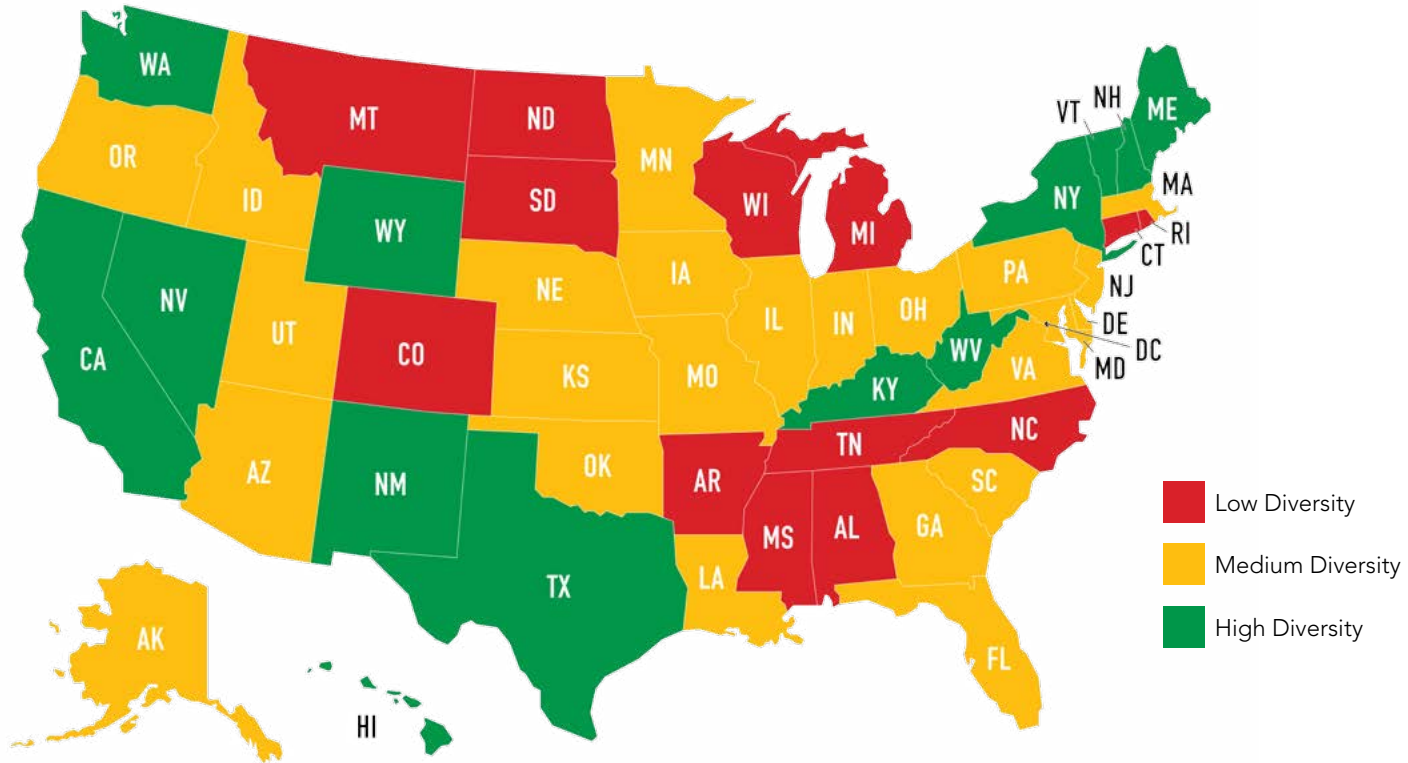 WA
MT
ND
MN
VT
NH
ME
OR
ID
SD
WI
MI
NY
MA
RI
CT
WY
NE
IA
PA
NJ
NV
UT
CO
KS
MO
IL
IN
OH
WV
VA
DE
DC
MD
CA
KY
AZ
NM
OK
AR
TN
NC
SC
MS
AL
GA
TX
LA
FL
AK
HI
Low Diversity
Medium Diversity
High Diversity